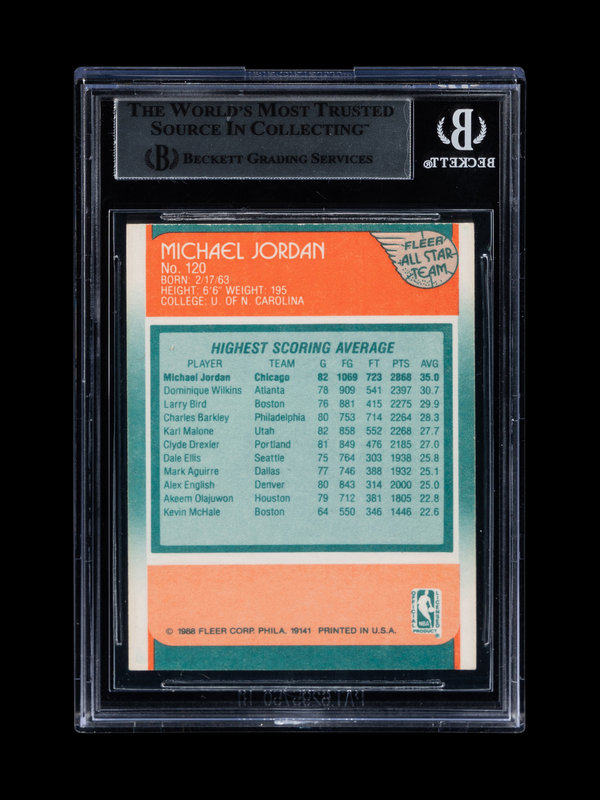 THE WORLD'S MOST TRUSTED
SOURCE IN COLLECTING™
BECKETT GRADING SERVICES
B
BECKETT®
MICHAEL JORDAN
No. 120
BORN: 2/17/63
HEIGHT: 6'6" WEIGHT: 195
COLLEGE: U. OF N. CAROLINA
FLEER
ALL STAR
TEAM
HIGHEST SCORING AVERAGE
PLAYER TEAM G FG FT PTS AVG
Michael Jordan Chicago 82 1069 723 2868 35.0
Dominique Wilkins Atlanta 78 909 541 2397 30.7
Larry Bird Boston 76 881 415 2275 29.9
Charles Barkley Philadelphia 80 753 714 2264 28.3
Karl Malone Utah 82 858 552 2268 27.7
Clyde Drexler Portland 81 849 476 2185 27.0
Dale Ellis Seattle 75 764 303 1938 25.8
Mark Aguirre Dallas 77 746 388 1932 25.1
Alex English Denver 80 843 314 2000 25.0
Akeem Olajuwon Houston 79 712 381 1805 22.8
Kevin McHale Boston 64 550 346 1446 22.6
OFFICIAL LICENSED
NBA
PRODUCT
© 1988 FLEER CORP. PHILA. 19141 PRINTED IN U.S.A.